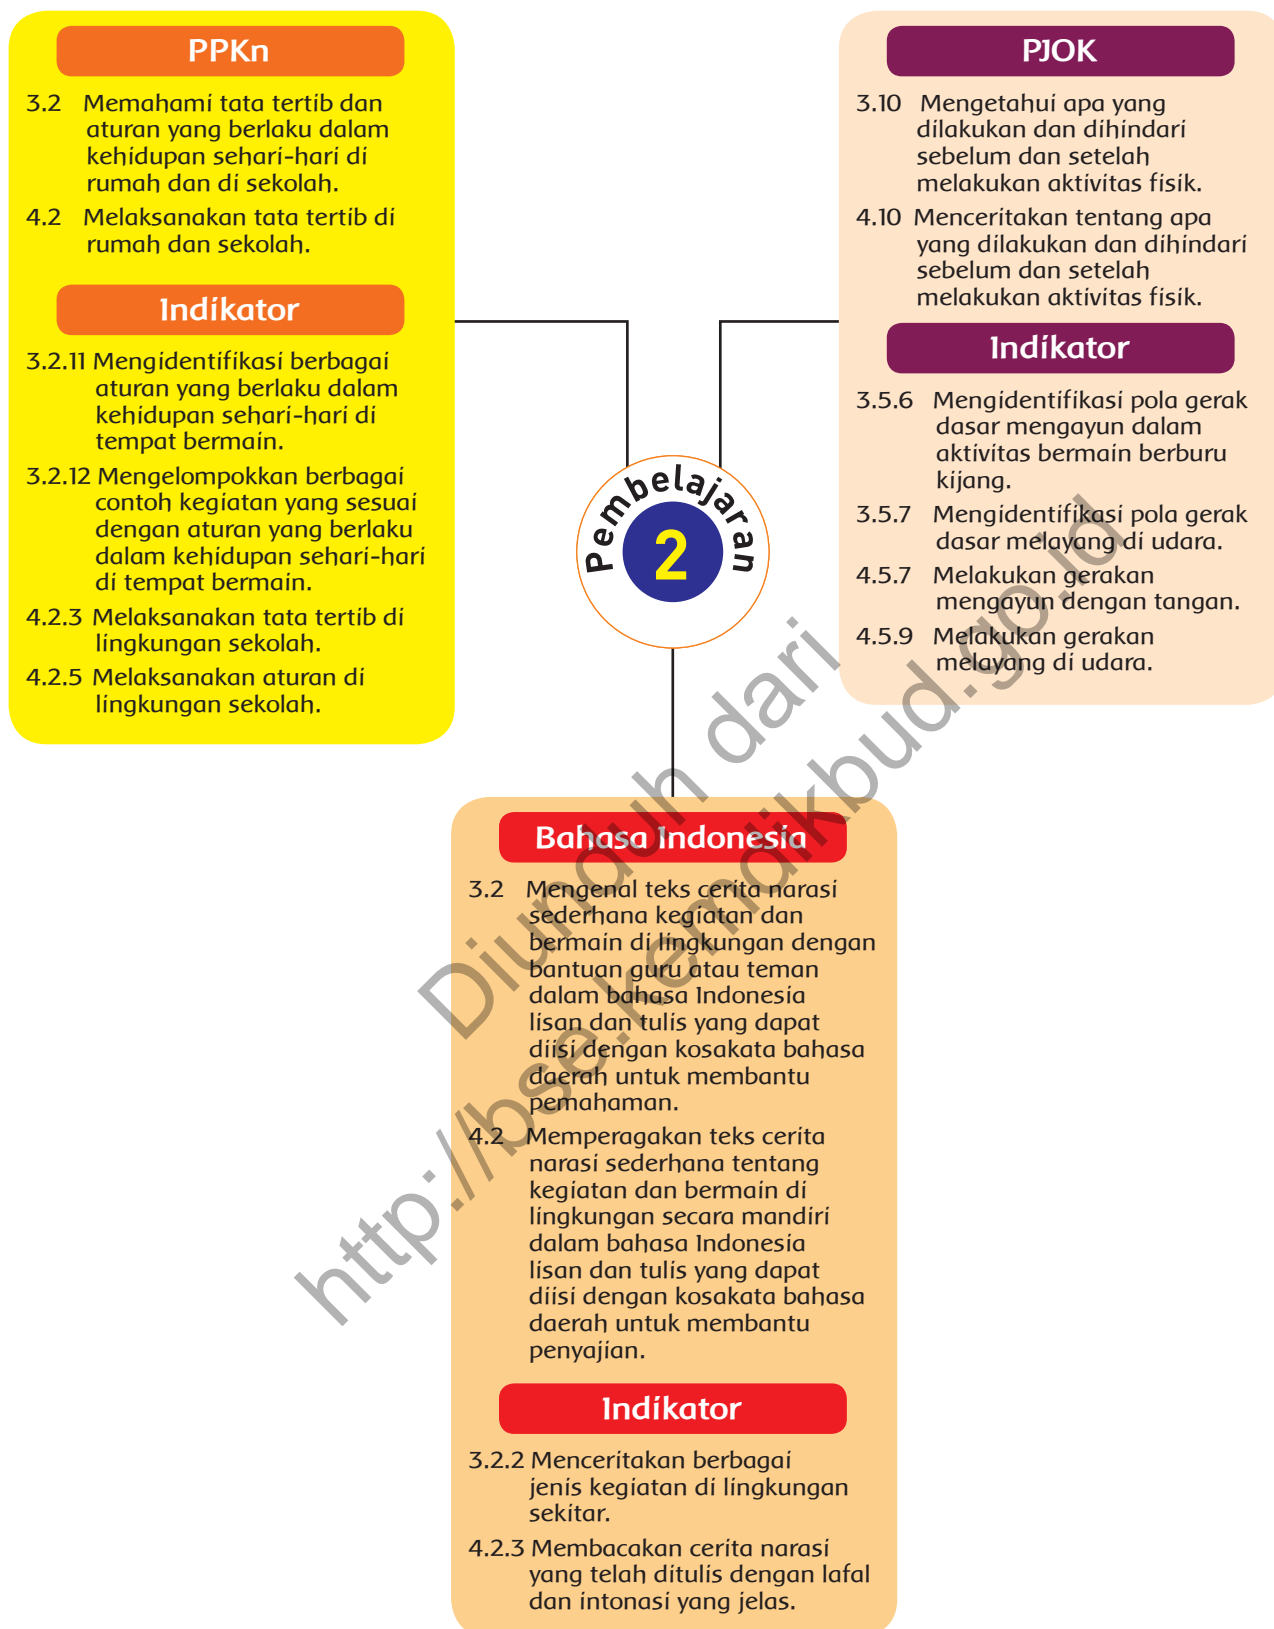 PPKn
3.2 Memahami tata tertib dan
aturan yang berlaku dalam
kehidupan sehari-hari di
rumah dan di sekolah.
4.2 Melaksanakan tata tertib di
rumah dan sekolah.
Indikator
3.2.11 Mengidentifikasi berbagai
aturan yang berlaku dalam
kehidupan sehari-hari di
tempat bermain.
3.2.12 Mengelompokkan berbagai
contoh kegiatan yang sesuai
dengan aturan yang berlaku
dalam kehidupan sehari-hari
di tempat bermain.
4.2.3 Melaksanakan tata tertib di
lingkungan sekolah.
4.2.5 Melaksanakan aturan di
lingkungan sekolah.
PJOK
3.10 Mengetahui apa yang
dilakukan dan dihindari
sebelum dan setelah
melakukan aktivitas fisik.
4.10 Menceritakan tentang apa
yang dilakukan dan dihindari
sebelum dan setelah
melakukan aktivitas fisik.
Indikator
3.5.6 Mengidentifikasi pola gerak
dasar mengayun dalam
aktivitas bermain berburu
kijang.
3.5.7 Mengidentifikasi pola gerak
dasar melayang di udara.
4.5.7 Melakukan gerakan
mengayun dengan tangan.
4.5.9 Melakukan gerakan
melayang di udara.
Pembelajaran
2
Bahasa Indonesia
3.2 Mengenal teks cerita narasi
sederhana kegiatan dan
bermain di lingkungan dengan
bantuan guru atau teman
dalam bahasa Indonesia
lisan dan tulis yang dapat
diisi dengan kosakata bahasa
daerah untuk membantu
pemahaman.
4.2 Memperagakan teks cerita
narasi sederhana tentang
kegiatan dan bermain di
lingkungan secara mandiri
dalam bahasa Indonesia
lisan dan tulis yang dapat
diisi dengan kosakata bahasa
daerah untuk membantu
penyajian.
Indikator
3.2.2 Menceritakan berbagai
jenis kegiatan di lingkungan
sekitar.
4.2.3 Membacakan cerita narasi
yang telah ditulis dengan lafal
dan intonasi yang jelas.
Diunduh dari
http://bse.kemdikbud.go.id